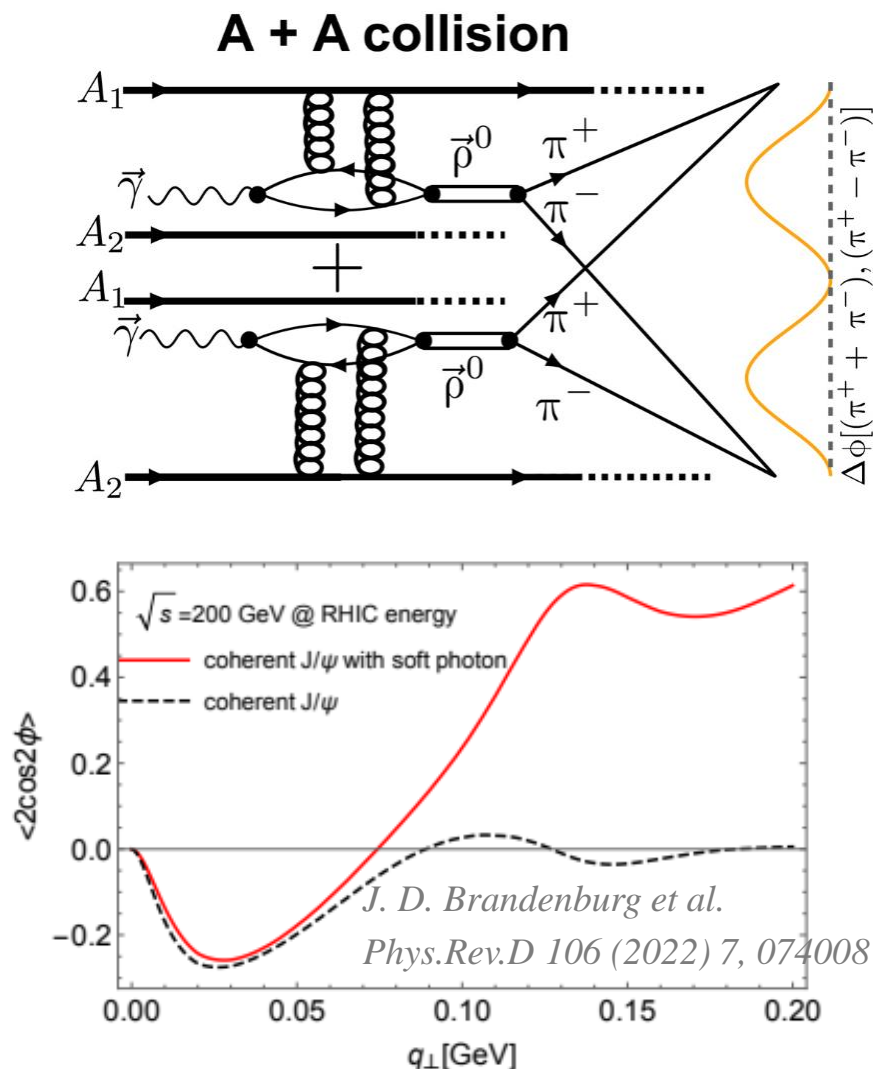 A + A collision
A₁
π⁺
ρ⃗⁰
γ⃗
π⁻
A₂
+
A₁
π⁺
γ⃗
ρ⃗⁰
π⁻
A₂
Δϕ[(π⁺ + π⁻), (π⁺ − π⁻)]
√s =200 GeV @ RHIC energy
coherent J/ψ with soft photon
coherent J/ψ
<2cos2ϕ>
0.6
0.4
0.2
0.0
−0.2
J. D. Brandenburg et al.
Phys.Rev.D 106 (2022) 7, 074008
0.00 0.05 0.10 0.15 0.20
q⊥[GeV]